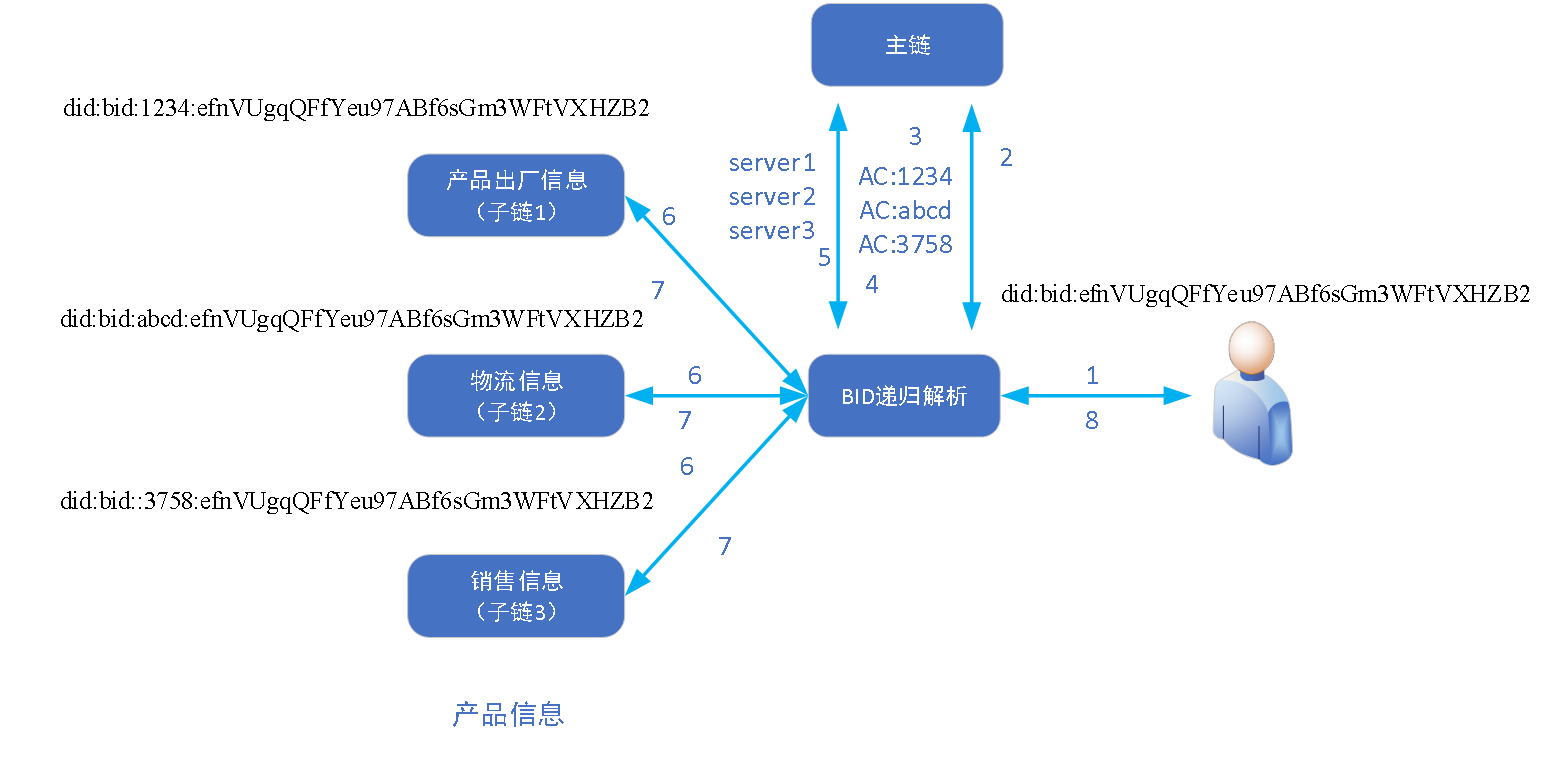 主链
did:bid:1234:efnVUgqQFfYeu97ABf6sGm3WFtVXHZB2
产品出厂信息
（子链1）
server1
server2
server3
3
AC:1234
AC:abcd
AC:3758
2
5
4
6
7
did:bid:efnVUgqQFfYeu97ABf6sGm3WFtVXHZB2
did:bid:abcd:efnVUgqQFfYeu97ABf6sGm3WFtVXHZB2
物流信息
（子链2）
6
7
BID递归解析
1
8
6
did:bid::3758:efnVUgqQFfYeu97ABf6sGm3WFtVXHZB2
7
销售信息
（子链3）
产品信息